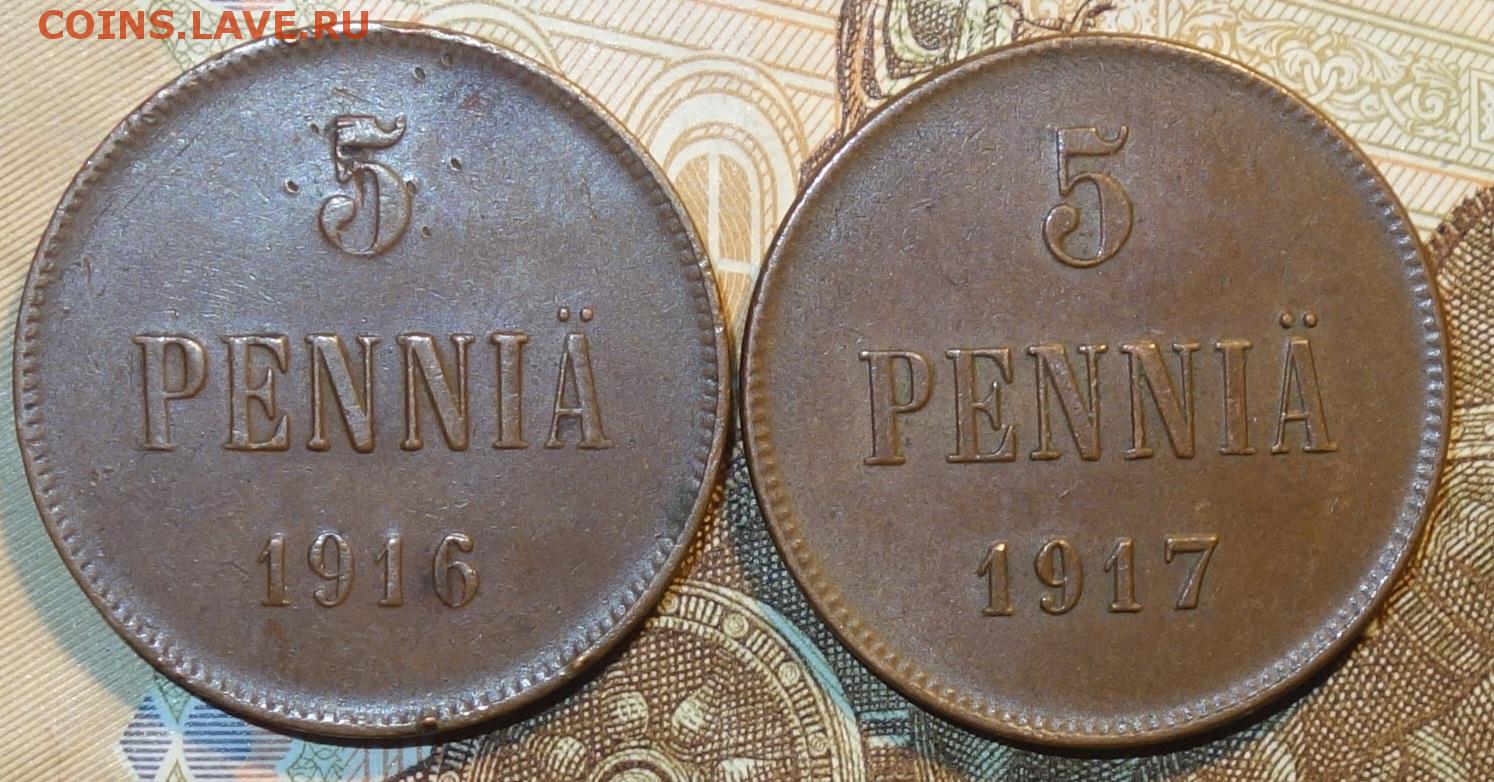 COINS.LAVE.RU
5
PENNIÄ
1916
5
PENNIÄ
1917